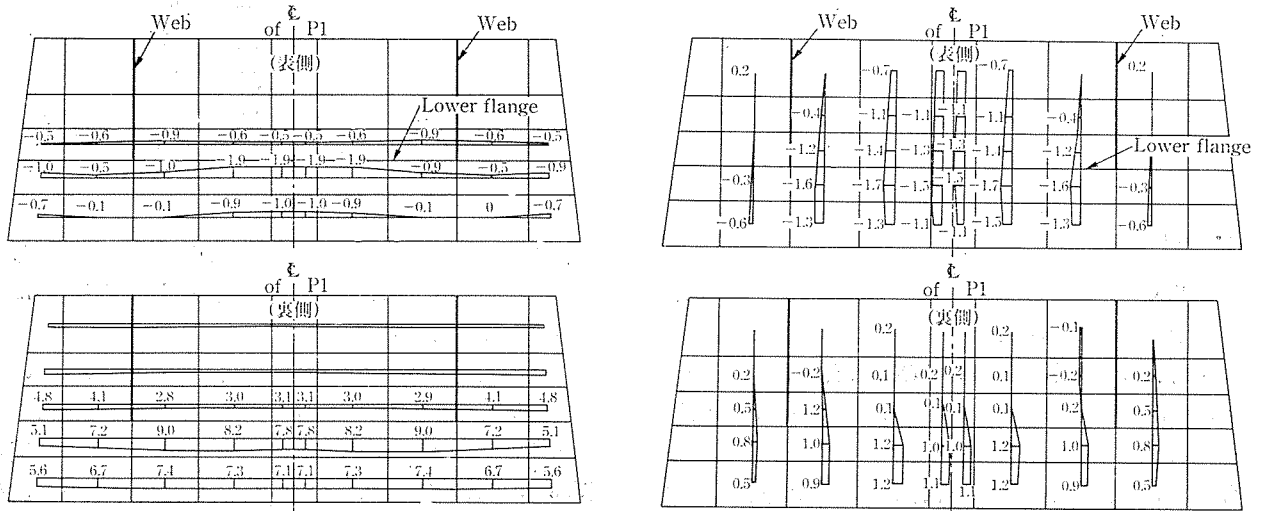 ℄
of P1
(表側)
Web
Web
Lower flange
-0.5 -0.6 -0.9 -0.6 -0.5 -0.5 -0.6 -0.9 -0.6 -0.5
-1.0 -0.5 -1.0 -1.9 -1.9 -1.9 -1.9 -0.9 -0.5 -0.9
-0.7 -0.1 -0.1 -0.9 -1.0 -1.9 -0.9 -0.1 0 -0.7
℄
of P1
(表側)
Web
Web
Lower flange
0.2 -0.7 -0.7 0.2
-0.4 -1.1 -1.1 -1.1 -1.1 -0.4
-1.2 -1.4 -1.3 -1.3 -1.4 -1.2
-0.3 -1.6 -1.7 -1.5 -1.5 -1.7 -1.6 -0.3
-0.6 -1.3 -1.1 -1.1 -1.1 -1.5 -1.3 -0.6
℄
of P1
(裏側)
4.8 4.1 2.8 3.0 3.1 3.1 3.0 2.9 4.1 4.8
5.1 7.2 9.0 8.2 7.8 7.8 8.2 9.0 7.2 5.1
5.6 6.7 7.4 7.3 7.1 7.1 7.3 7.4 6.7 5.6
℄
of P1
(裏側)
0.2 0.2 -0.1
0.2 -0.2 0.1 0.2 0.2 0.1 -0.2 0.2
0.5 1.2 0.1 0.1 0.1 0.1 0.2 0.5
0.8 1.0 1.2 1.0 1.0 1.2 1.0 0.8
0.5 0.9 1.2 1.1 1.1 1.2 0.9 0.5